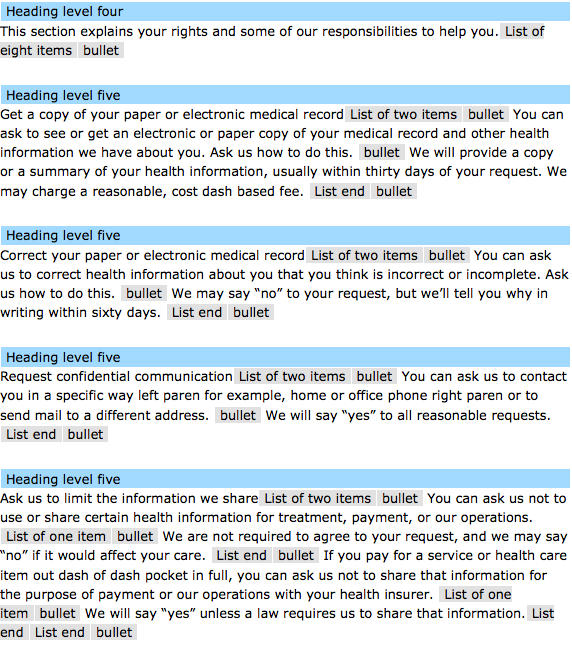 Heading level four
This section explains your rights and some of our responsibilities to help you. List of
eight items bullet
Heading level five
Get a copy of your paper or electronic medical record List of two items bullet You can
ask to see or get an electronic or paper copy of your medical record and other health
information we have about you. Ask us how to do this. bullet We will provide a copy
or a summary of your health information, usually within thirty days of your request. We
may charge a reasonable, cost dash based fee. List end bullet
Heading level five
Correct your paper or electronic medical record List of two items bullet You can ask
us to correct health information about you that you think is incorrect or incomplete. Ask
us how to do this. bullet We may say “no” to your request, but we’ll tell you why in
writing within sixty days. List end bullet
Heading level five
Request confidential communication List of two items bullet You can ask us to contact
you in a specific way left paren for example, home or office phone right paren or to
send mail to a different address. bullet We will say “yes” to all reasonable requests.
List end bullet
Heading level five
Ask us to limit the information we share List of two items bullet You can ask us not to
use or share certain health information for treatment, payment, or our operations.
List of one item bullet We are not required to agree to your request, and we may say
“no” if it would affect your care. List end bullet If you pay for a service or health care
item out dash of dash pocket in full, you can ask us not to share that information for
the purpose of payment or our operations with your health insurer. List of one
item bullet We will say “yes” unless a law requires us to share that information. List
end List end bullet